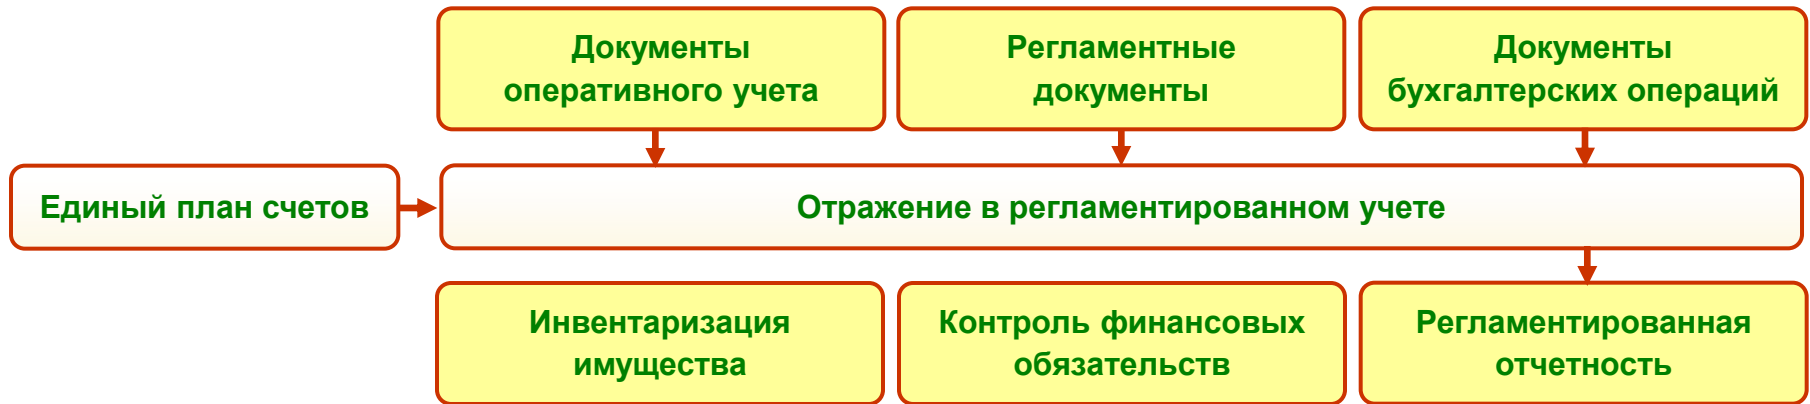 Документы
оперативного учета
Регламентные
документы
Документы
бухгалтерских операций
Единый план счетов
Отражение в регламентированном учете
Инвентаризация
имущества
Контроль финансовых
обязательств
Регламентированная
отчетность